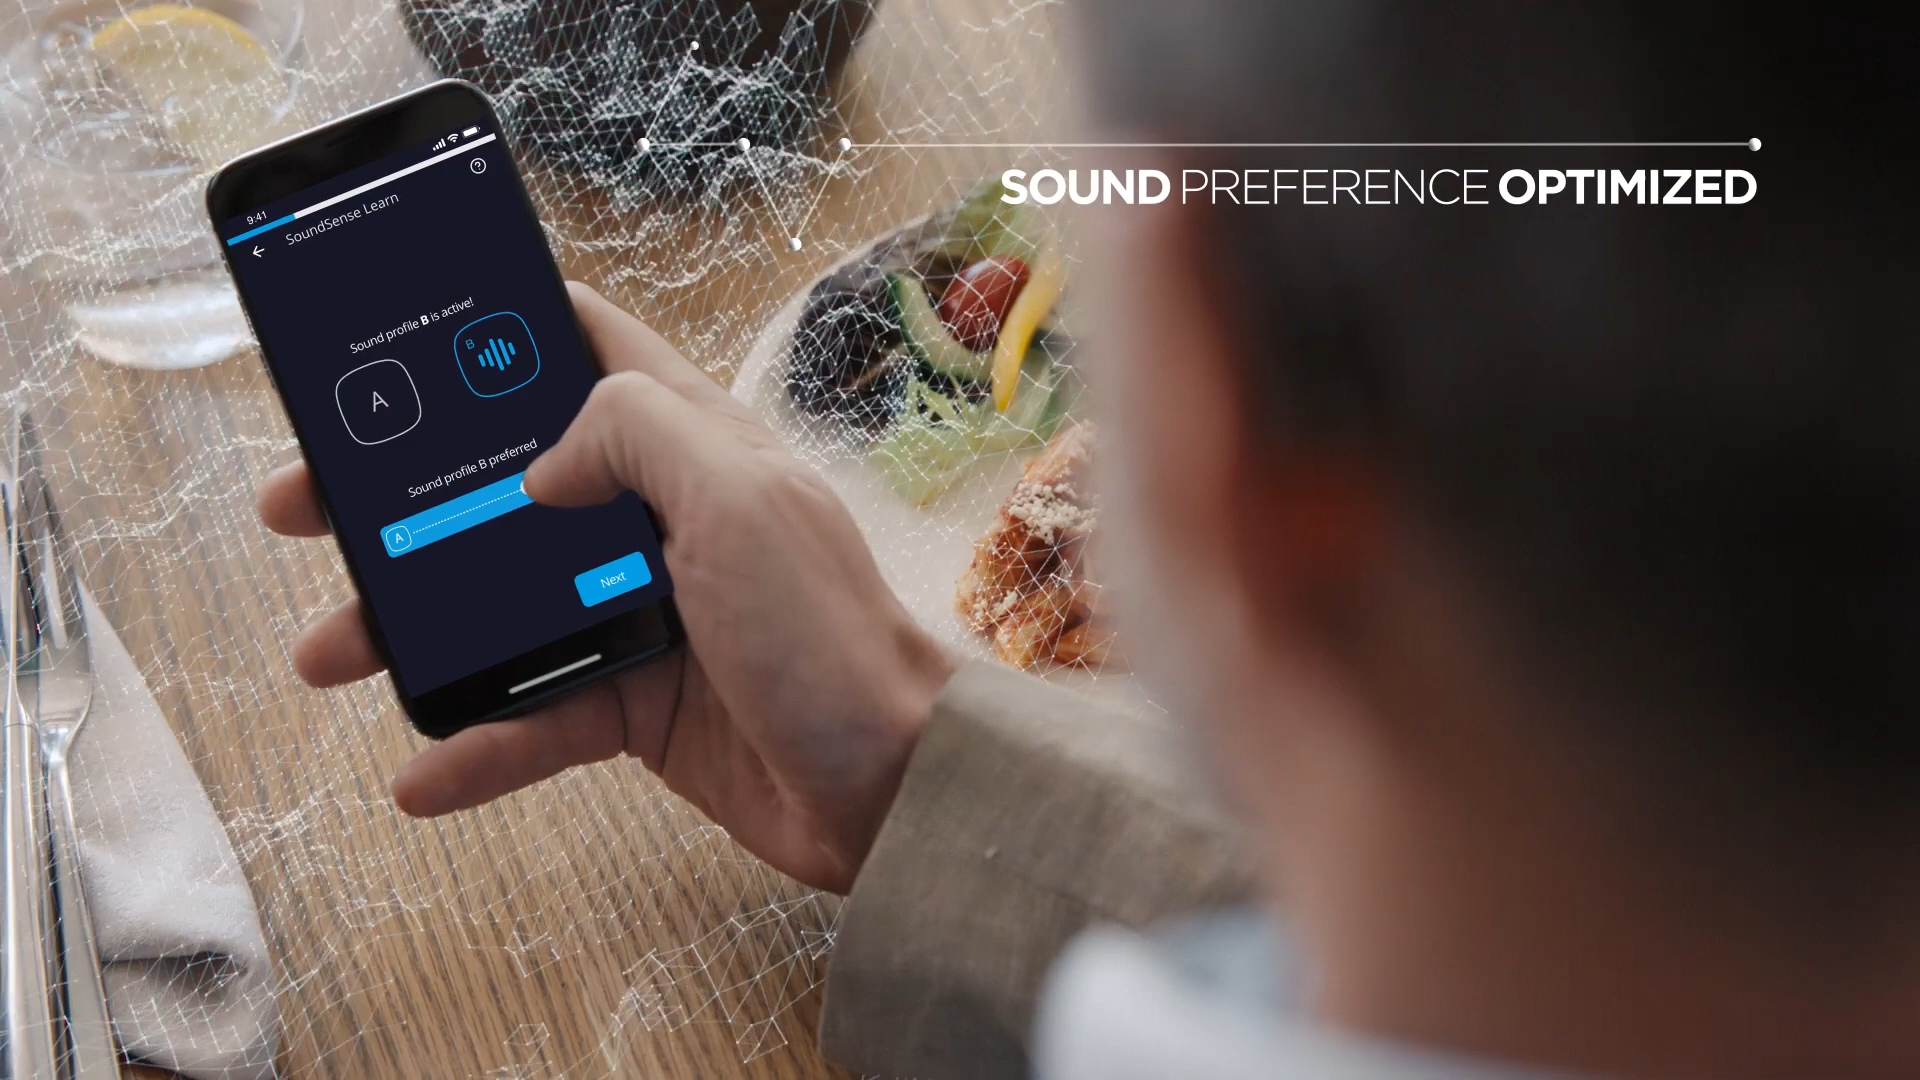 SOUND PREFERENCE OPTIMIZED
9:41
SoundSense Learn
Sound profile B is active!
A
B
Sound profile B preferred
A
Next